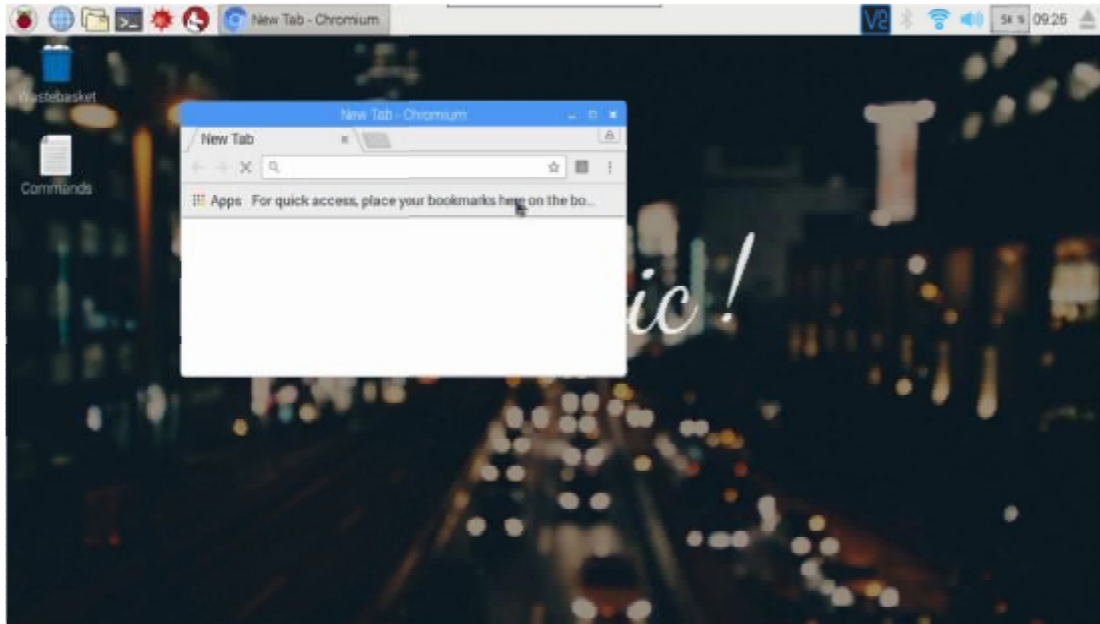 New Tab - Chromium
09:26
Wastebasket
New Tab - Chromium
New Tab
Commands
Apps For quick access, place your bookmarks here on the bo...
ic!